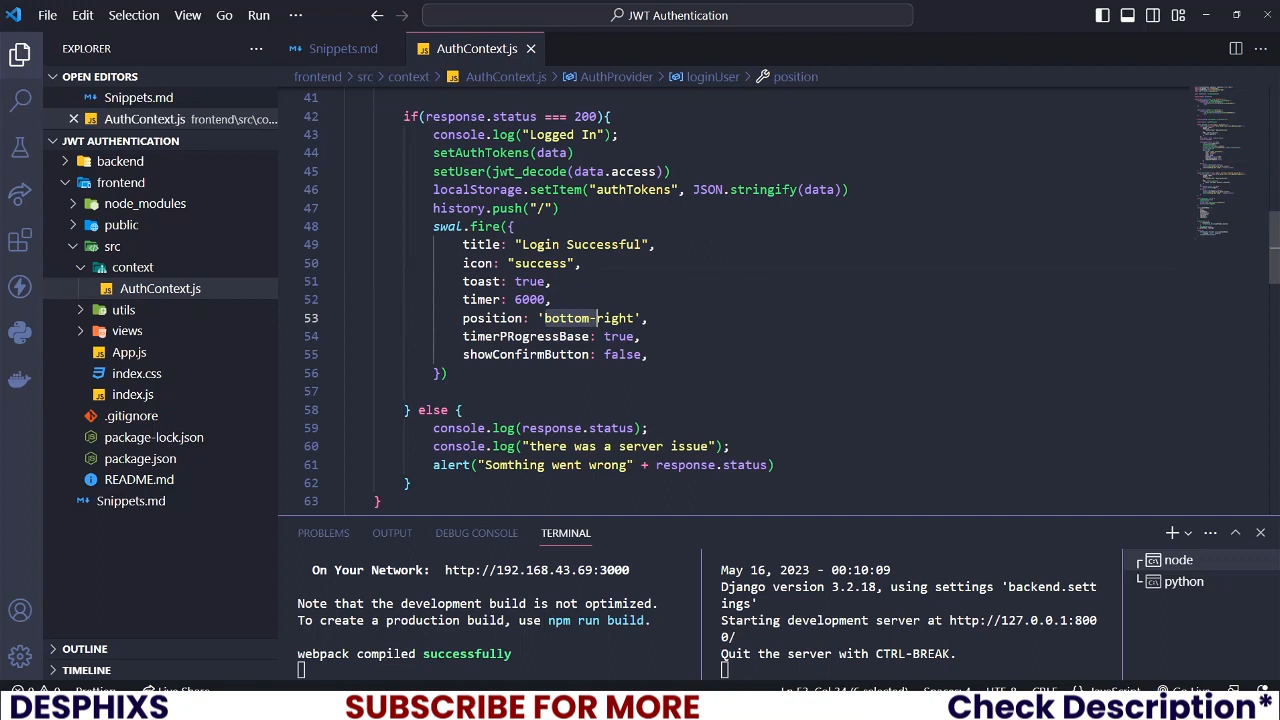 File Edit Selection View Go Run ··· JWT Authentication
EXPLORER ···
Snippets.md AuthContext.js
OPEN EDITORS
frontend > src > context > AuthContext.js > AuthProvider > loginUser > position
Snippets.md
AuthContext.js frontend\src\co...
JWT AUTHENTICATION
backend
frontend
node_modules
public
src
context
AuthContext.js
utils
views
App.js
index.css
index.js
.gitignore
package-lock.json
package.json
README.md
Snippets.md
OUTLINE
TIMELINE
41
42 if(response.status === 200){
43 console.log("Logged In");
44 setAuthTokens(data)
45 setUser(jwt_decode(data.access))
46 localStorage.setItem("authTokens", JSON.stringify(data))
47 history.push("/")
48 swal.fire({
49 title: "Login Successful",
50 icon: "success",
51 toast: true,
52 timer: 6000,
53 position: 'bottom-right',
54 timerPRogressBase: true,
55 showConfirmButton: false,
56 })
57
58 } else {
59 console.log(response.status);
60 console.log("there was a server issue");
61 alert("Somthing went wrong" + response.status)
62 }
63 }
PROBLEMS OUTPUT DEBUG CONSOLE TERMINAL
On Your Network: http://192.168.43.69:3000
Note that the development build is not optimized.
To create a production build, use npm run build.
webpack compiled successfully
May 16, 2023 - 00:10:09
Django version 3.2.18, using settings 'backend.sett
ings'
Starting development server at http://127.0.0.1:800
0/
Quit the server with CTRL-BREAK.
node
python
DESPHIXS SUBSCRIBE FOR MORE Check Description*